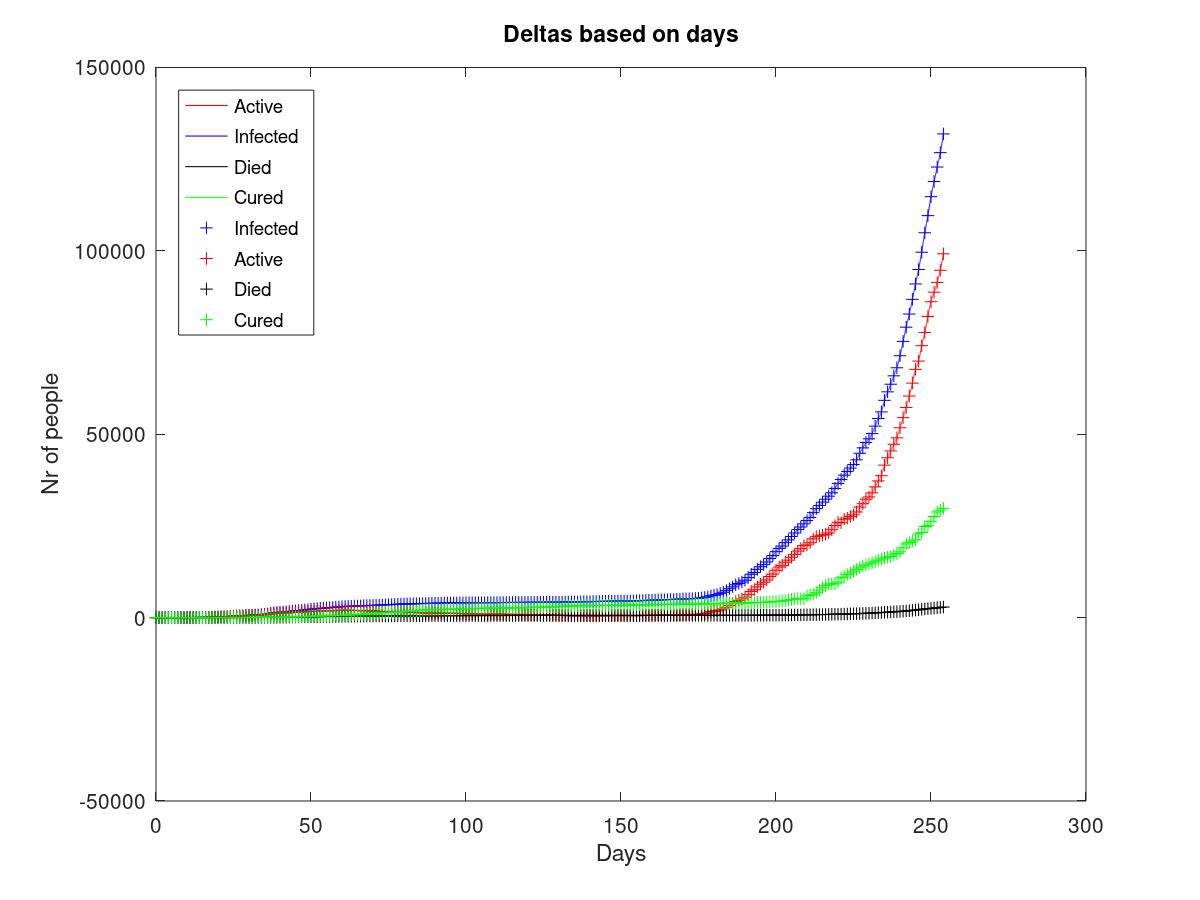 Deltas based on days
150000
100000
50000
0
-50000
Nr of people
Active
Infected
Died
Cured
Infected
Active
Died
Cured
0 50 100 150 200 250 300
Days